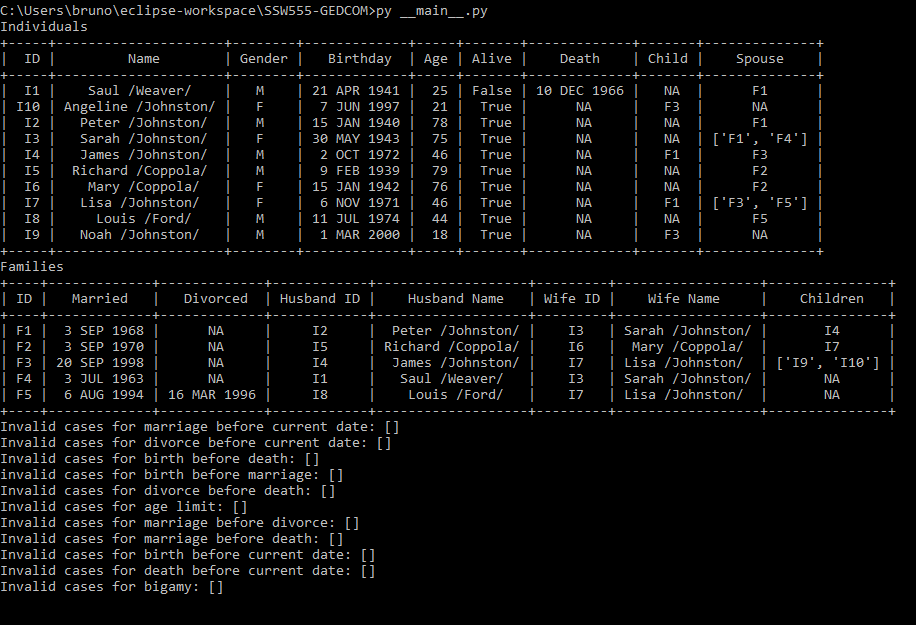 C:\Users\bruno\eclipse-workspace\SSW555-GEDCOM>py __main__.py
Individuals
+-----+---------------------+--------+-------------+-----+-------+-------------+-------+--------------+
|  ID |         Name        | Gender |   Birthday  | Age | Alive |    Death    | Child |    Spouse    |
+-----+---------------------+--------+-------------+-----+-------+-------------+-------+--------------+
|  I1 |    Saul /Weaver/    |   M    | 21 APR 1941 |  25 | False | 10 DEC 1966 |   NA  |      F1      |
| I10 | Angeline /Johnston/ |   F    |  7 JUN 1997 |  21 |  True |      NA     |   F3  |      NA      |
|  I2 |   Peter /Johnston/  |   M    | 15 JAN 1940 |  78 |  True |      NA     |   NA  |      F1      |
|  I3 |   Sarah /Johnston/  |   F    | 30 MAY 1943 |  75 |  True |      NA     |   NA  | ['F1', 'F4'] |
|  I4 |   James /Johnston/  |   M    |  2 OCT 1972 |  46 |  True |      NA     |   F1  |      F3      |
|  I5 |  Richard /Coppola/  |   M    |  9 FEB 1939 |  79 |  True |      NA     |   NA  |      F2      |
|  I6 |    Mary /Coppola/   |   F    | 15 JAN 1942 |  76 |  True |      NA     |   NA  |      F2      |
|  I7 |   Lisa /Johnston/   |   F    |  6 NOV 1971 |  46 |  True |      NA     |   F1  | ['F3', 'F5'] |
|  I8 |     Louis /Ford/    |   M    | 11 JUL 1974 |  44 |  True |      NA     |   NA  |      F5      |
|  I9 |   Noah /Johnston/   |   M    |  1 MAR 2000 |  18 |  True |      NA     |   F3  |      NA      |
+-----+---------------------+--------+-------------+-----+-------+-------------+-------+--------------+
Families
+----+-------------+-------------+------------+-------------------+---------+------------------+---------------+
| ID |   Married   |   Divorced  | Husband ID |    Husband Name   | Wife ID |    Wife Name     |    Children   |
+----+-------------+-------------+------------+-------------------+---------+------------------+---------------+
| F1 |  3 SEP 1968 |      NA     |     I2     |  Peter /Johnston/ |    I3   | Sarah /Johnston/ |       I4      |
| F2 |  3 SEP 1970 |      NA     |     I5     | Richard /Coppola/ |    I6   |  Mary /Coppola/  |       I7      |
| F3 | 20 SEP 1998 |      NA     |     I4     |  James /Johnston/ |    I7   | Lisa /Johnston/  | ['I9', 'I10'] |
| F4 |  3 JUL 1963 |      NA     |     I1     |   Saul /Weaver/   |    I3   | Sarah /Johnston/ |       NA      |
| F5 |  6 AUG 1994 | 16 MAR 1996 |     I8     |    Louis /Ford/   |    I7   | Lisa /Johnston/  |       NA      |
+----+-------------+-------------+------------+-------------------+---------+------------------+---------------+
Invalid cases for marriage before current date: []
Invalid cases for divorce before current date: []
Invalid cases for birth before death: []
invalid cases for birth before marriage: []
Invalid cases for divorce before death: []
Invalid cases for age limit: []
Invalid cases for marriage before divorce: []
Invalid cases for marriage before death: []
Invalid cases for birth before current date: []
Invalid cases for death before current date: []
Invalid cases for bigamy: []